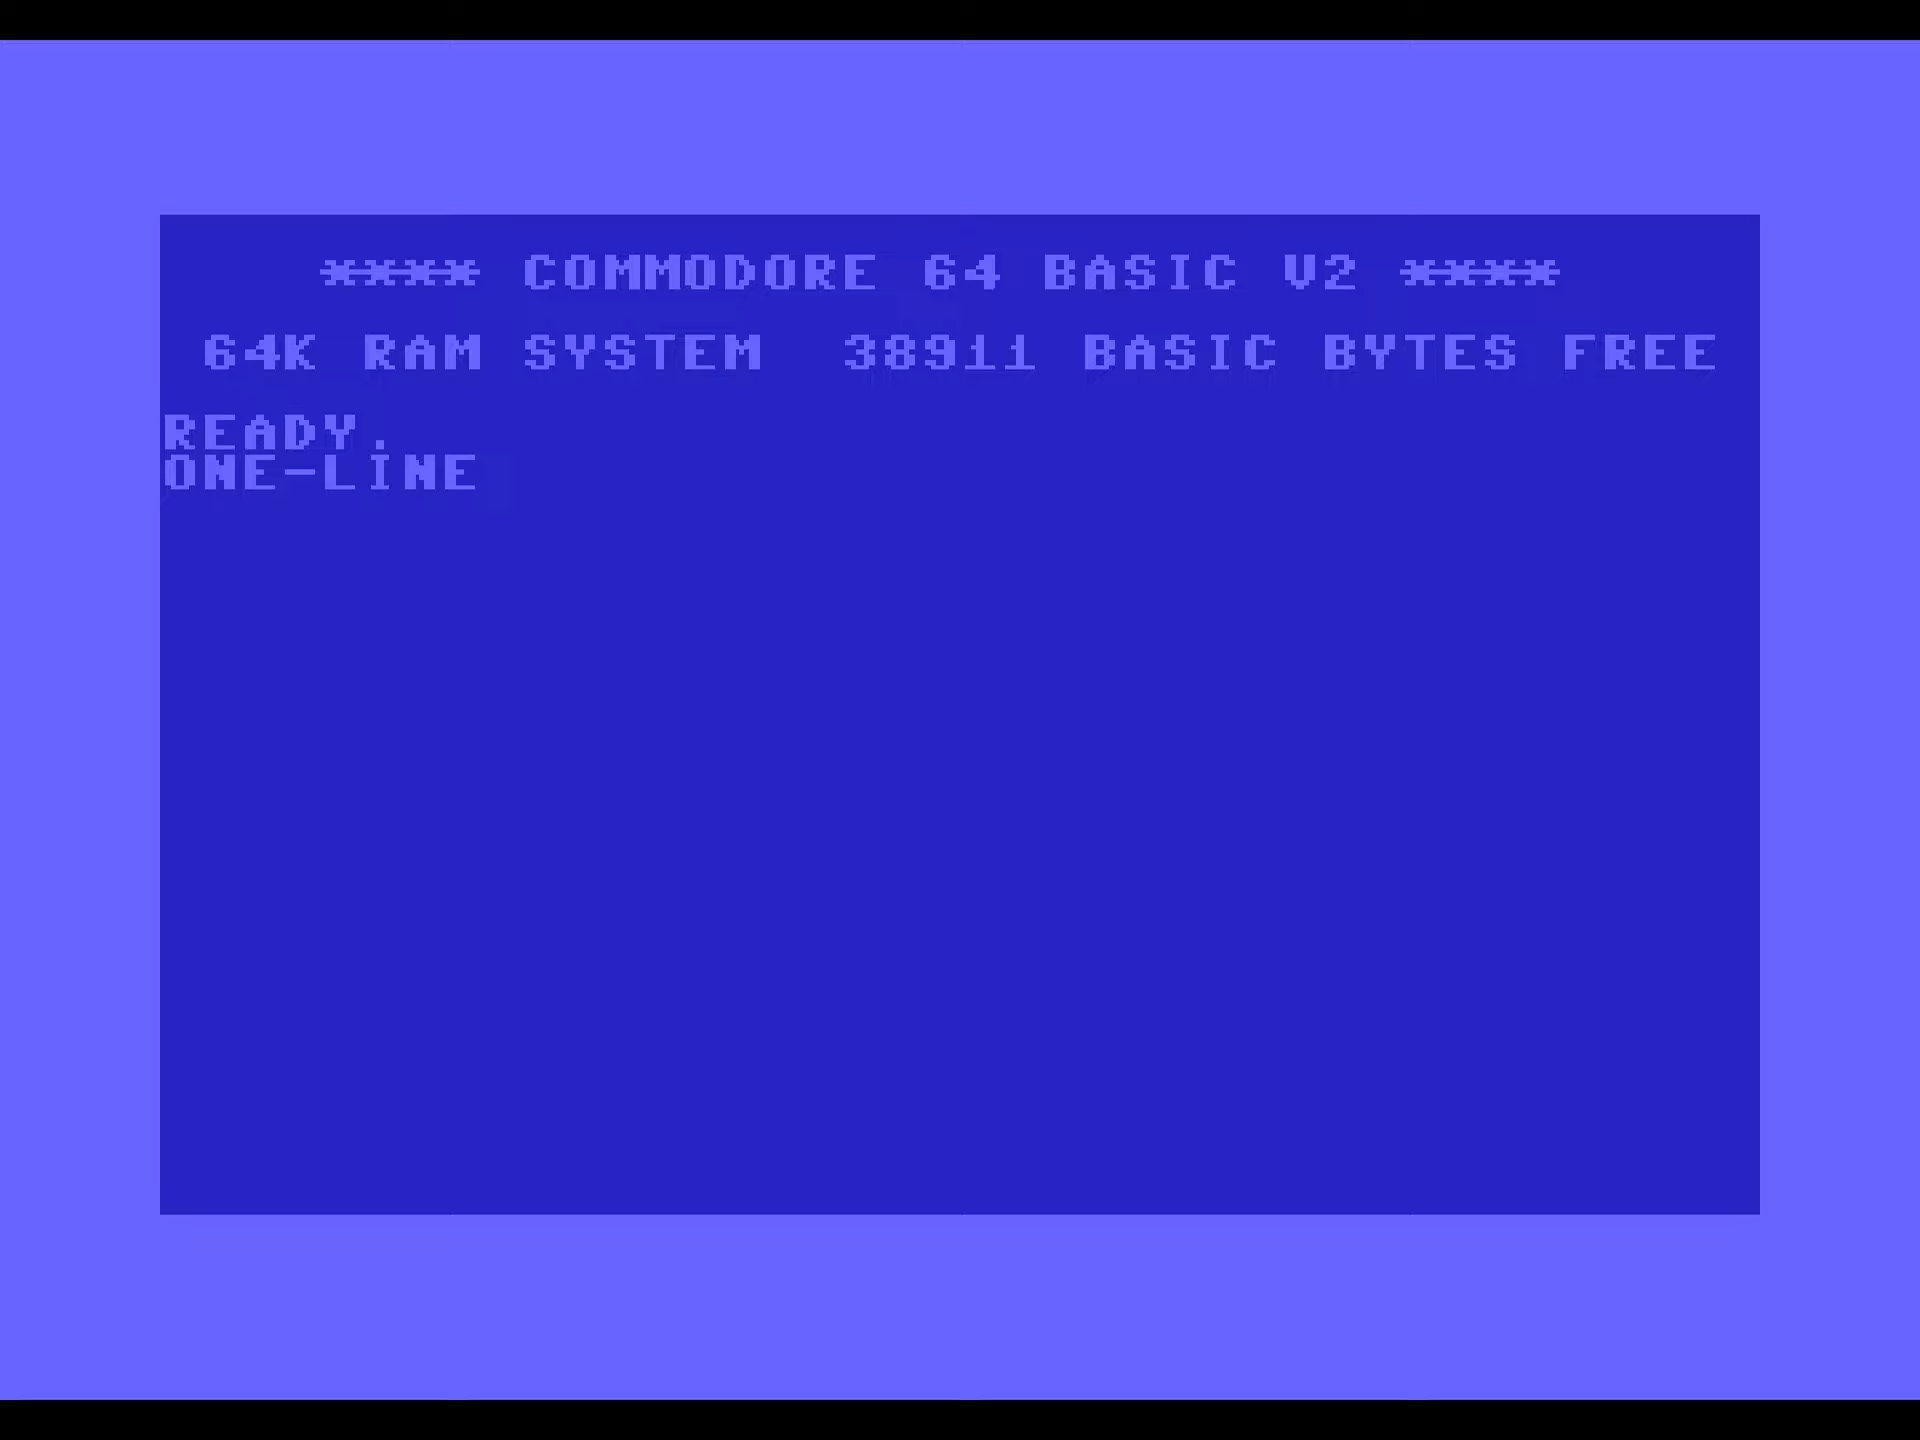 **** COMMODORE 64 BASIC V2 ****
64K RAM SYSTEM  38911 BASIC BYTES FREE
READY.
ONE-LINE